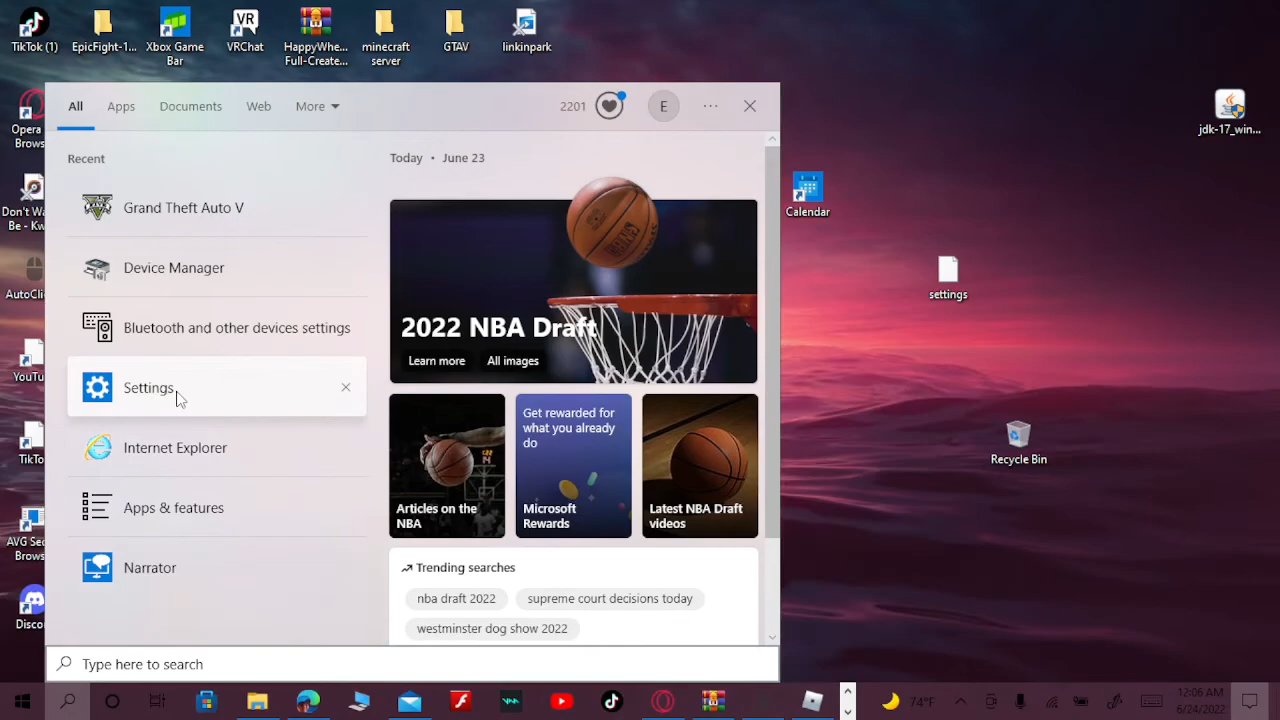 TikTok (1)
EpicFight-1...
Xbox Game
Bar
VR
VRChat
HappyWhe...
Full-Create...
minecraft
server
GTAV
linkinpark
Opera
Brows
Don't Wa
Be - Kw
AutoCli
YouTu
TikTo
AVG Sec
Brows
Disco
All
Apps
Documents
Web
More
2201
E
Recent
Grand Theft Auto V
Device Manager
Bluetooth and other devices settings
Settings
Internet Explorer
Apps & features
Narrator
Today • June 23
2022 NBA Draft
Learn more
All images
Articles on the
NBA
Get rewarded for
what you already
do
Microsoft
Rewards
Latest NBA Draft
videos
Trending searches
nba draft 2022
supreme court decisions today
westminster dog show 2022
Type here to search
jdk-17_win...
Calendar
settings
Recycle Bin
74°F
12:06 AM
6/24/2022